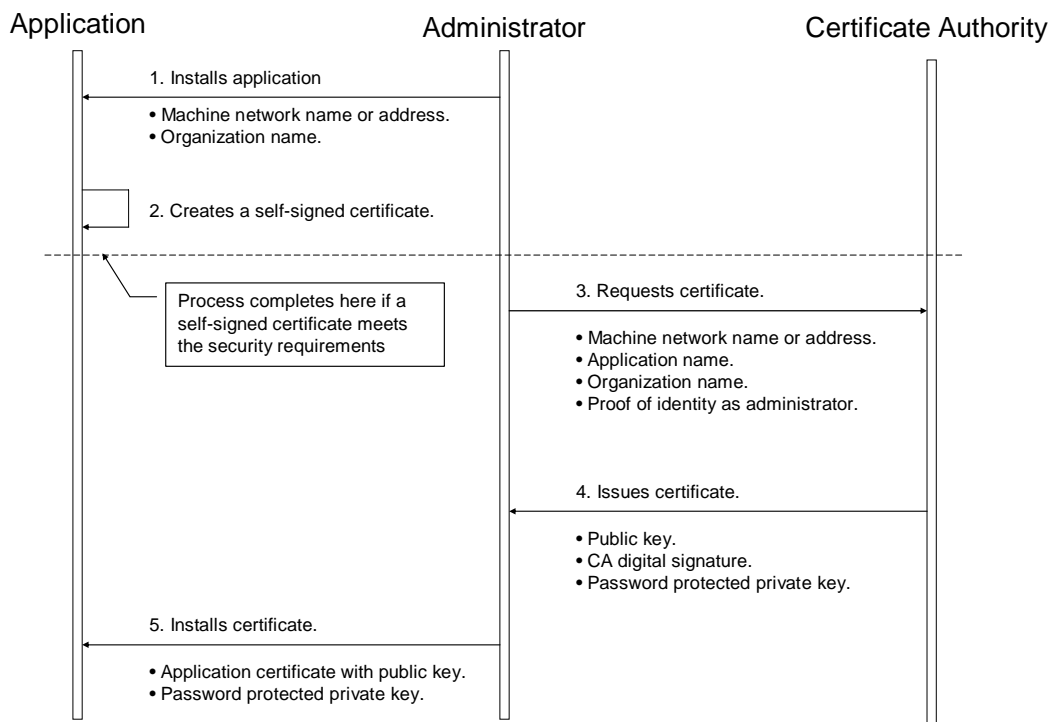 Application
Administrator
Certificate Authority
1. Installs application
• Machine network name or address.
• Organization name.
2. Creates a self-signed certificate.
Process completes here if a
self-signed certificate meets
the security requirements
3. Requests certificate.
• Machine network name or address.
• Application name.
• Organization name.
• Proof of identity as administrator.
4. Issues certificate.
• Public key.
• CA digital signature.
• Password protected private key.
5. Installs certificate.
• Application certificate with public key.
• Password protected private key.